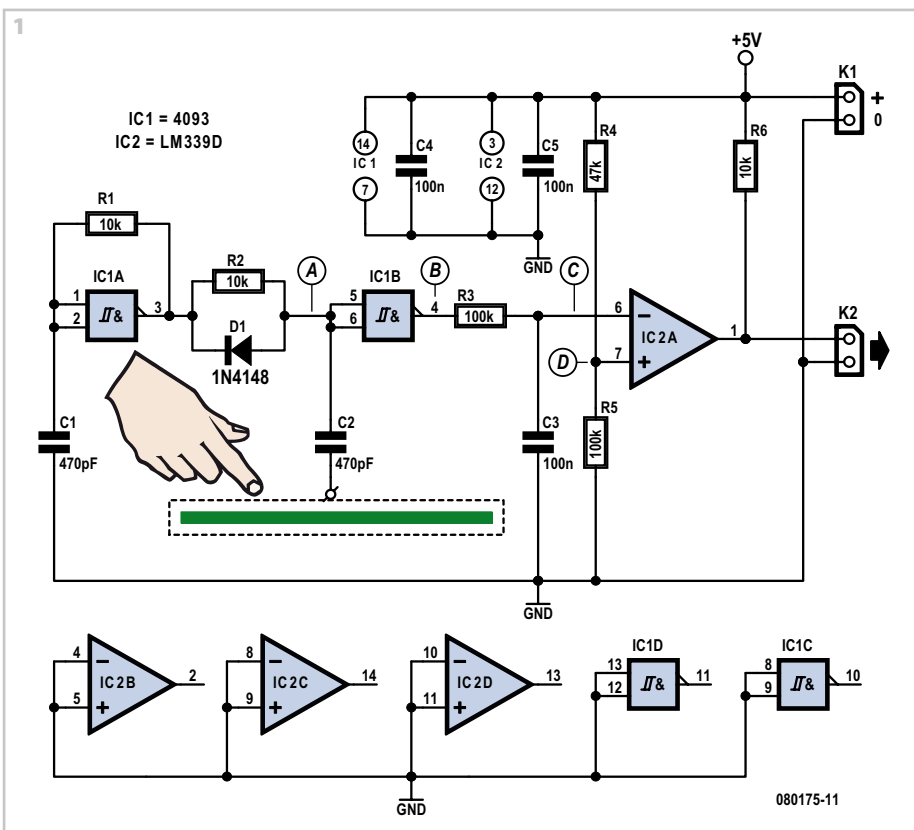 1
+5V
K1
+
0
IC1 = 4093
IC2 = LM339D
14
IC 1
7
C4
100n
3
IC 2
12
C5
100n
R4
47k
R6
10k
GND
R1
10k
R2
10k
A
IC1A
1
2
&
3
D1
1N4148
IC1B
5
6
&
4
B
R3
100k
C
6
−
7
+
IC2A
1
D
K2
C1
470pF
C2
470pF
C3
100n
R5
100k
GND
4
−
5
+
IC2B
2
8
−
9
+
IC2C
14
10
−
11
+
IC2D
13
IC1D
13
12
&
11
IC1C
8
9
&
10
GND
080175-11